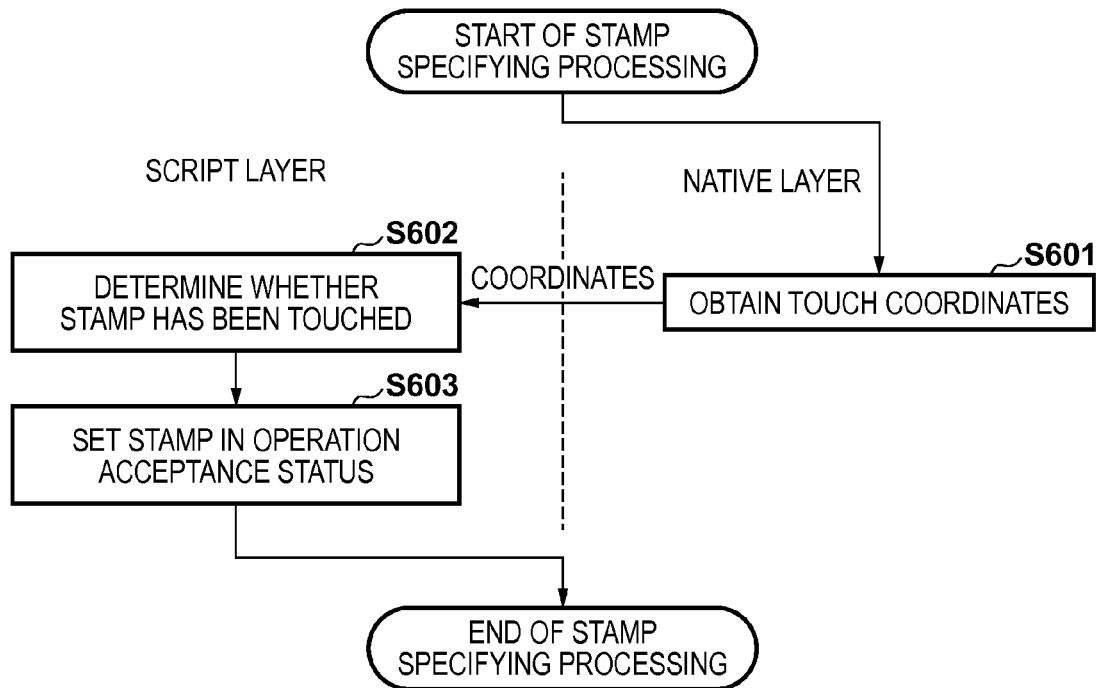 START OF STAMP
SPECIFYING PROCESSING
SCRIPT LAYER
NATIVE LAYER
S602
S601
DETERMINE WHETHER
STAMP HAS BEEN TOUCHED
COORDINATES
OBTAIN TOUCH COORDINATES
S603
SET STAMP IN OPERATION
ACCEPTANCE STATUS
END OF STAMP
SPECIFYING PROCESSING